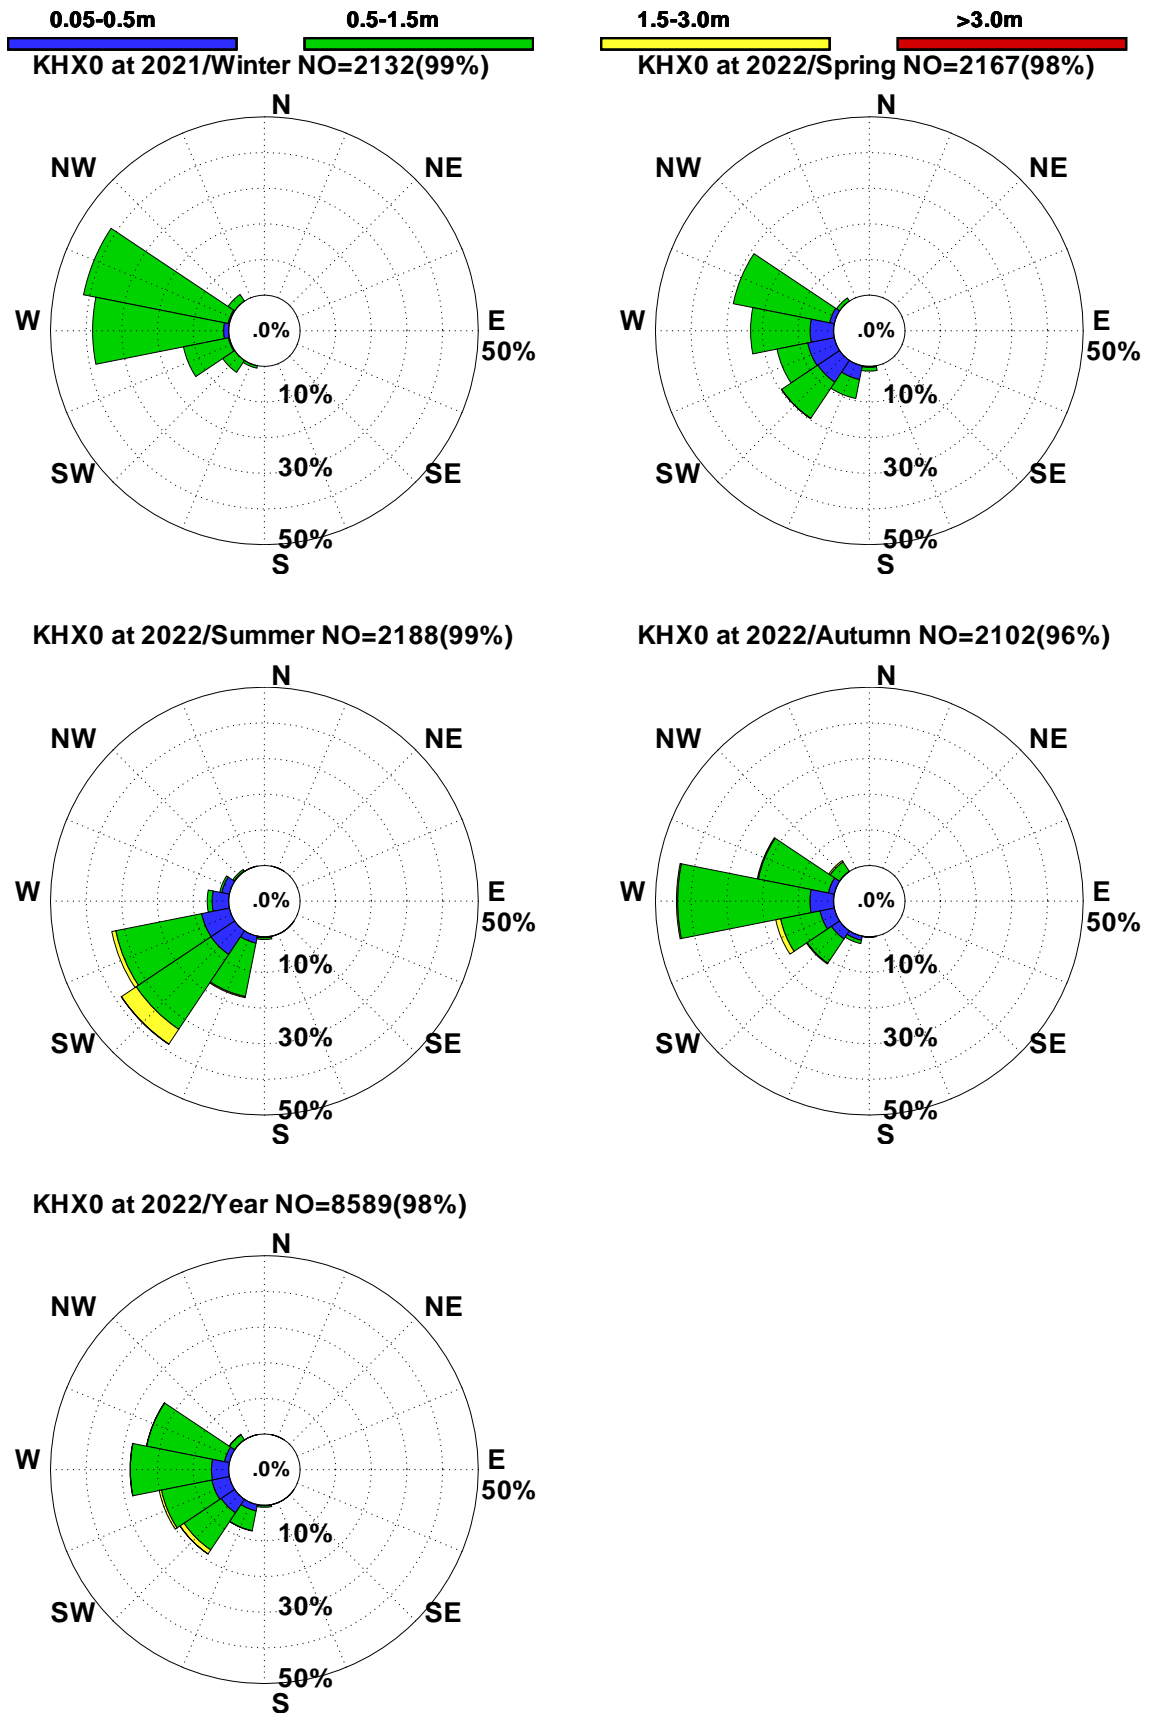 0.05-0.5m 0.5-1.5m 1.5-3.0m >3.0m
KHX0 at 2021/Winter NO=2132(99%)
N
NW NE
W .0% E
50%
10%
30%
SW SE
50%
S
KHX0 at 2022/Spring NO=2167(98%)
N
NW NE
W .0% E
50%
10%
30%
SW SE
50%
S
KHX0 at 2022/Summer NO=2188(99%)
N
NW NE
W .0% E
50%
10%
30%
SW SE
50%
S
KHX0 at 2022/Autumn NO=2102(96%)
N
NW NE
W .0% E
50%
10%
30%
SW SE
50%
S
KHX0 at 2022/Year NO=8589(98%)
N
NW NE
W .0% E
50%
10%
30%
SW SE
50%
S